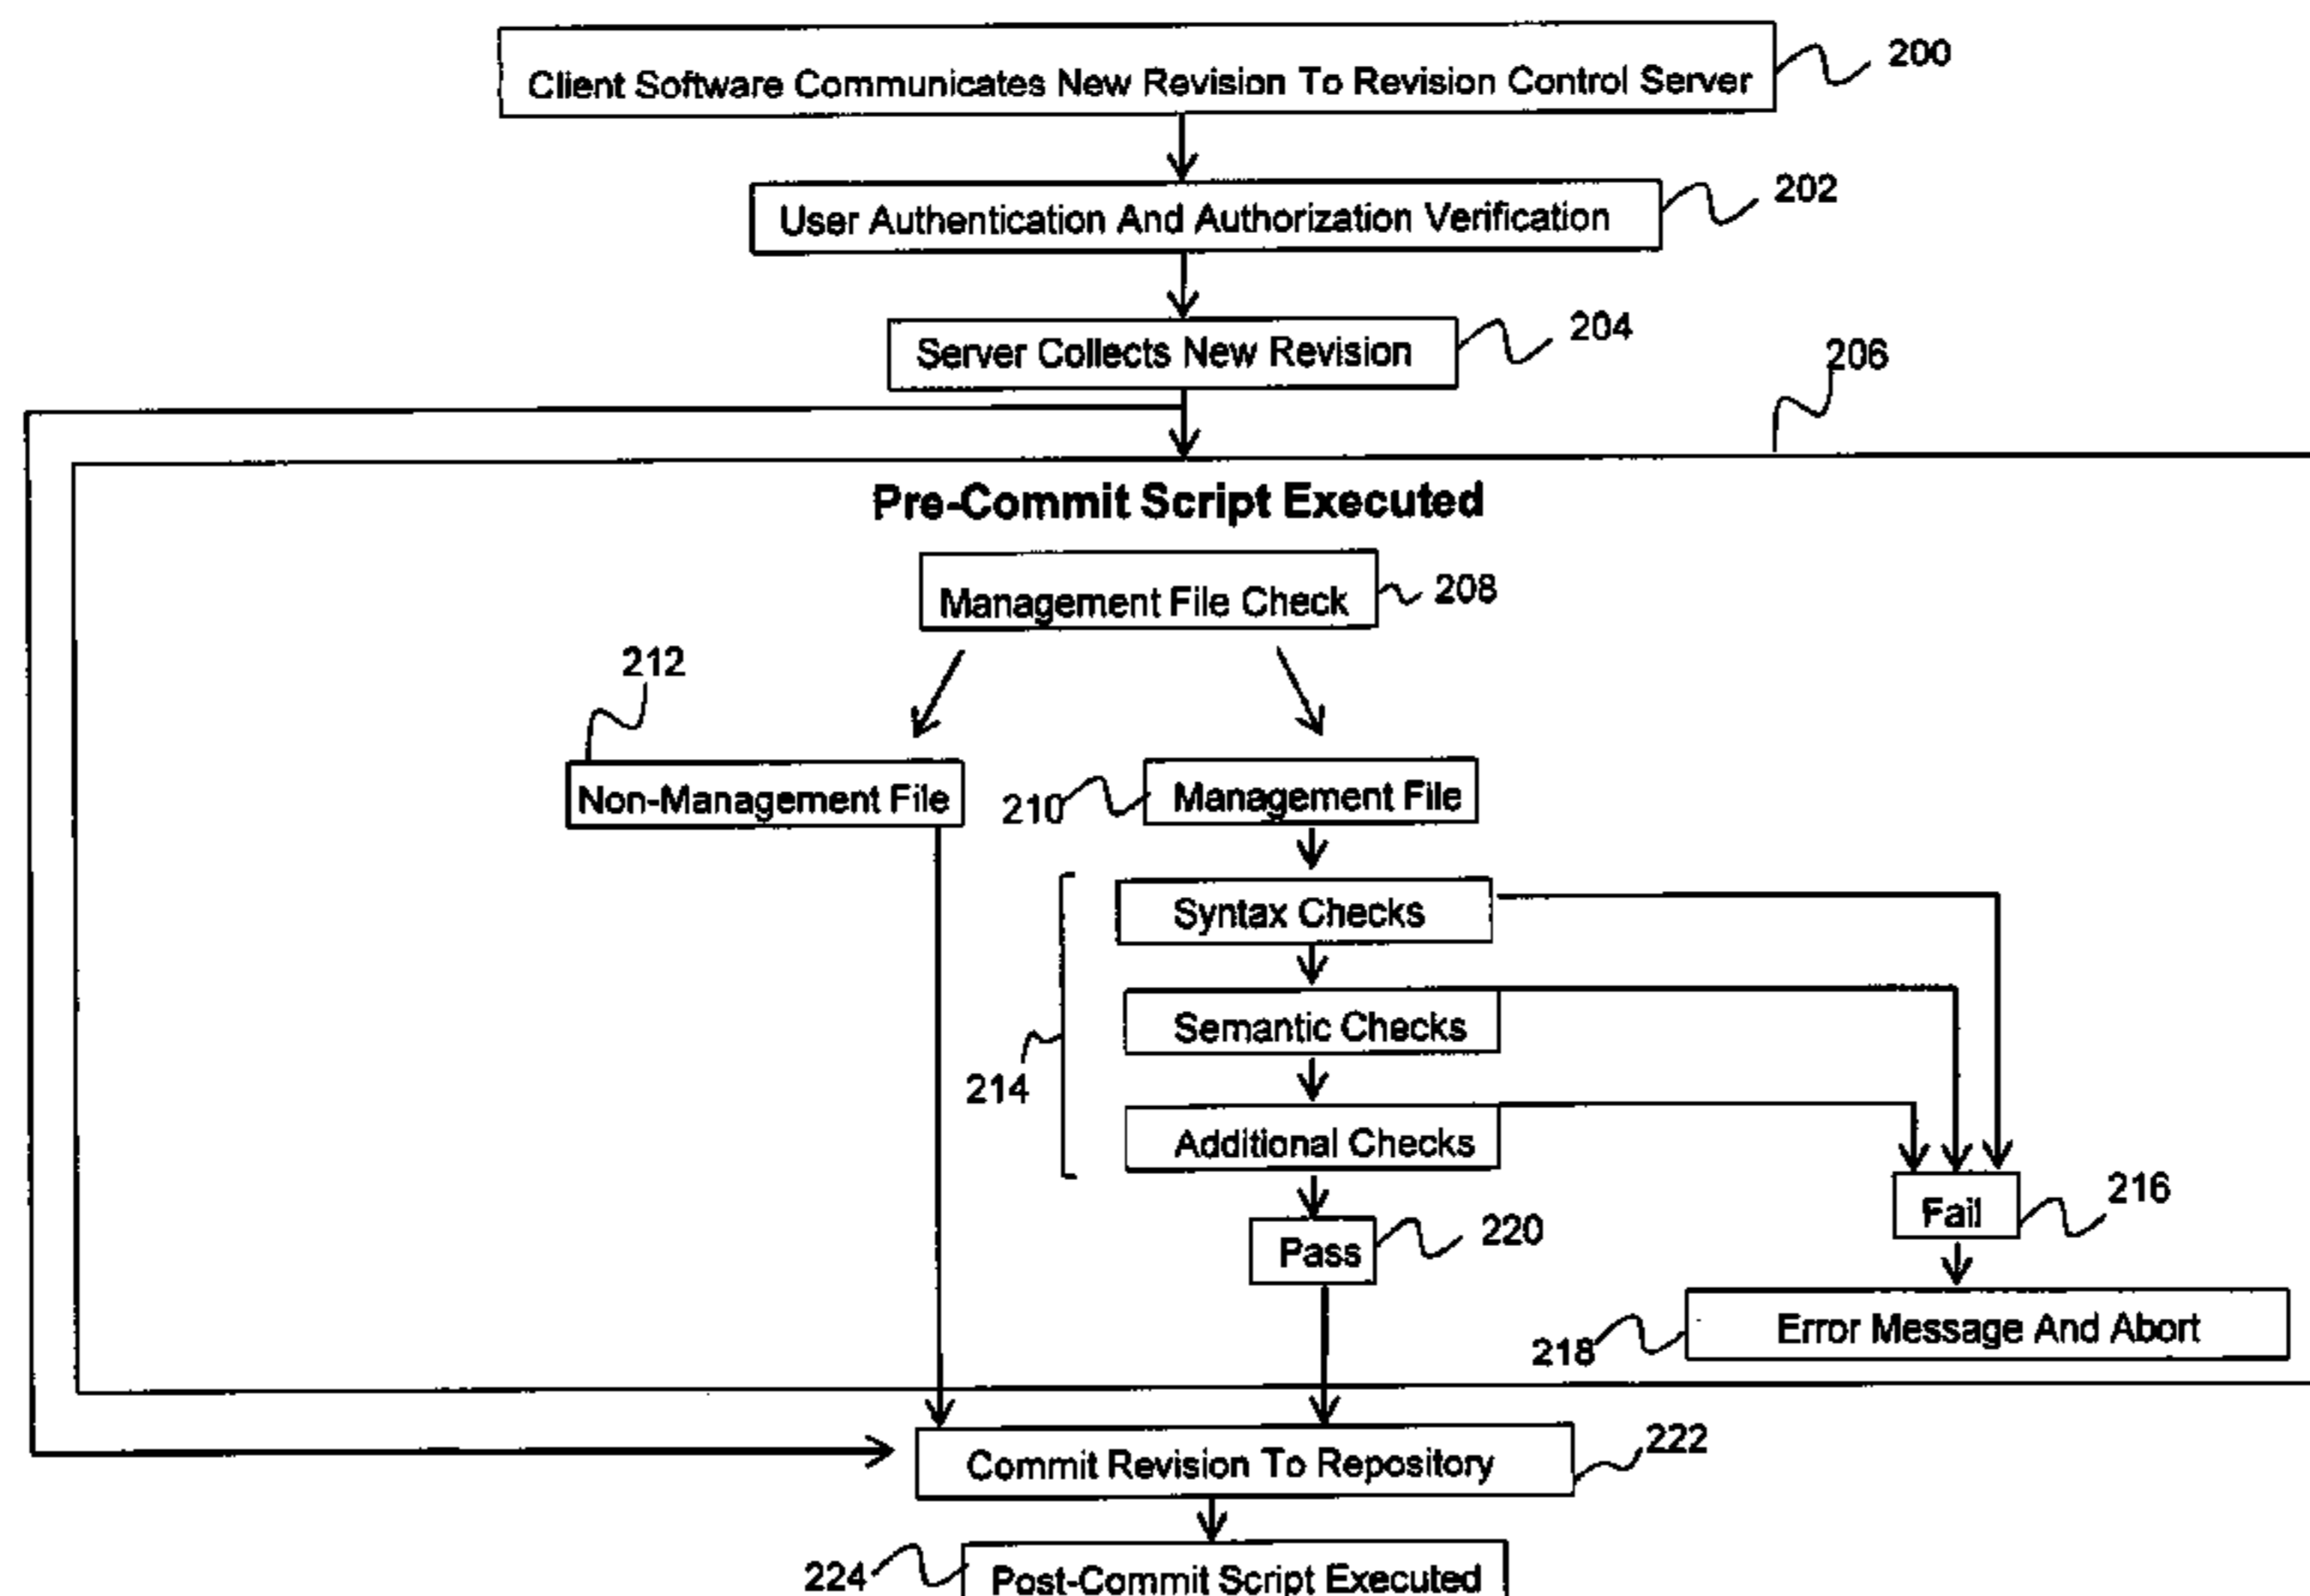 200
Client Software Communicates New Revision To Revision Control Server
202
User Authentication And Authorization Verification
204
Server Collects New Revision
206
Pre-Commit Script Executed
Management File Check
208
212
Non-Management File
210
Management File
Syntax Checks
Semantic Checks
214
Additional Checks
216
Fail
220
Pass
218
Error Message And Abort
222
Commit Revision To Repository
224
Post-Commit Script Executed